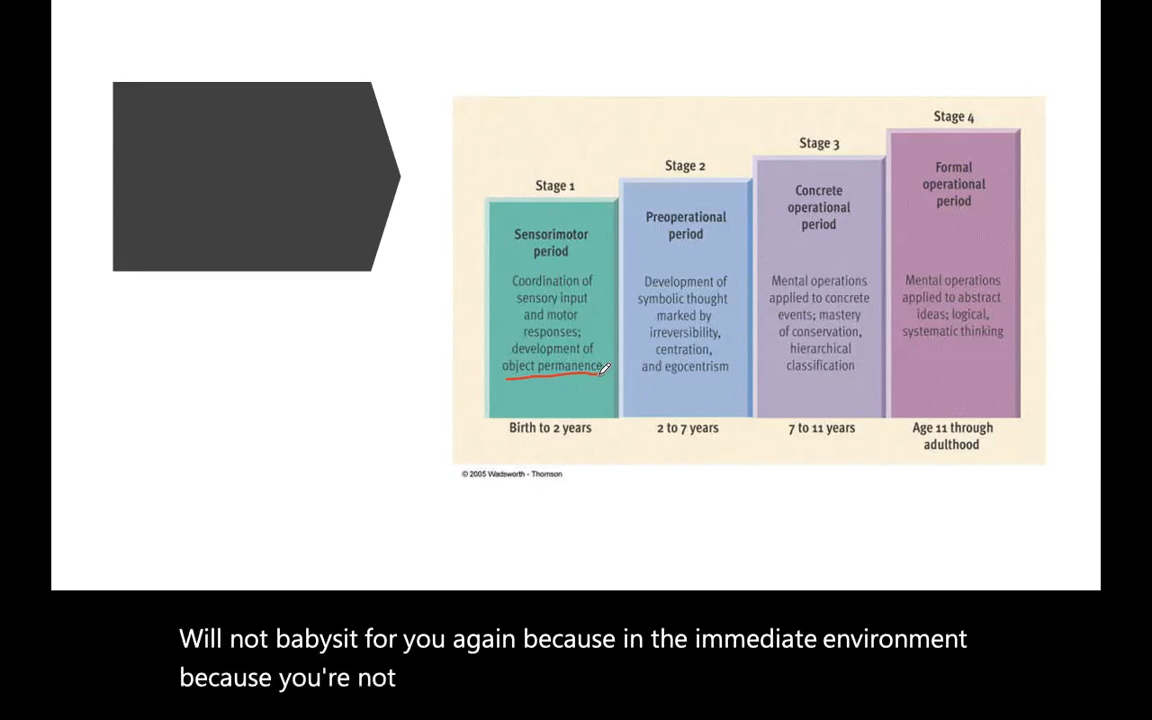 Stage 1
Sensorimotor
period
Coordination of
sensory input
and motor
responses;
development of
object permanence
Birth to 2 years
Stage 2
Preoperational
period
Development of
symbolic thought
marked by
irreversibility,
centration,
and egocentrism
2 to 7 years
Stage 3
Concrete
operational
period
Mental operations
applied to concrete
events; mastery
of conservation,
hierarchical
classification
7 to 11 years
Stage 4
Formal
operational
period
Mental operations
applied to abstract
ideas; logical,
systematic thinking
Age 11 through
adulthood
© 2005 Wadsworth - Thomson
Will not babysit for you again because in the immediate environment
because you're not